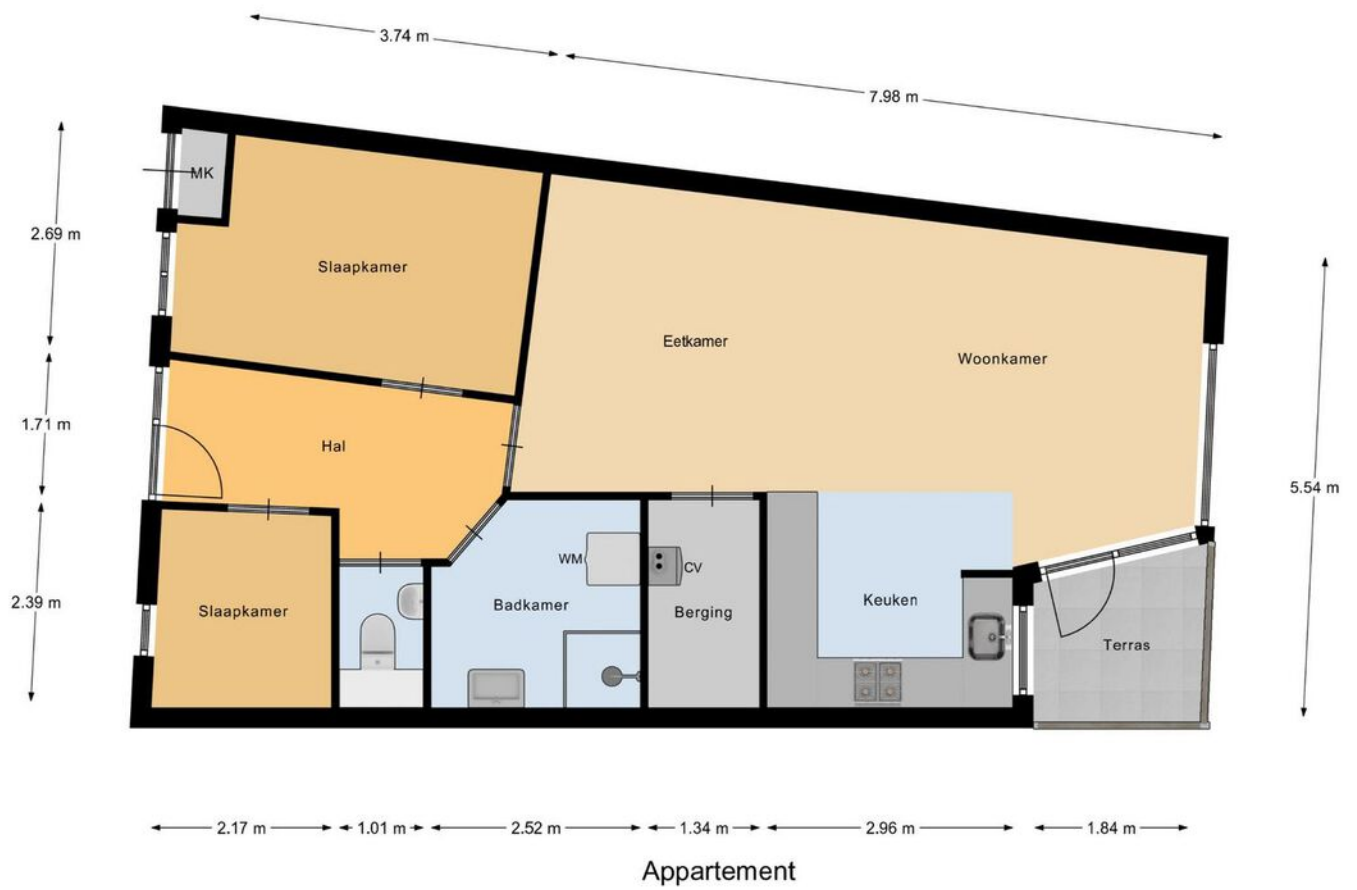 3.74 m
7.98 m
MK
2.69 m
Slaapkamer
Eetkamer
Woonkamer
1.71 m
Hal
5.54 m
WM
CV
2.39 m
Slaapkamer
Badkamer
Berging
Keuken
Terras
2.17 m
1.01 m
2.52 m
1.34 m
2.96 m
1.84 m
Appartement